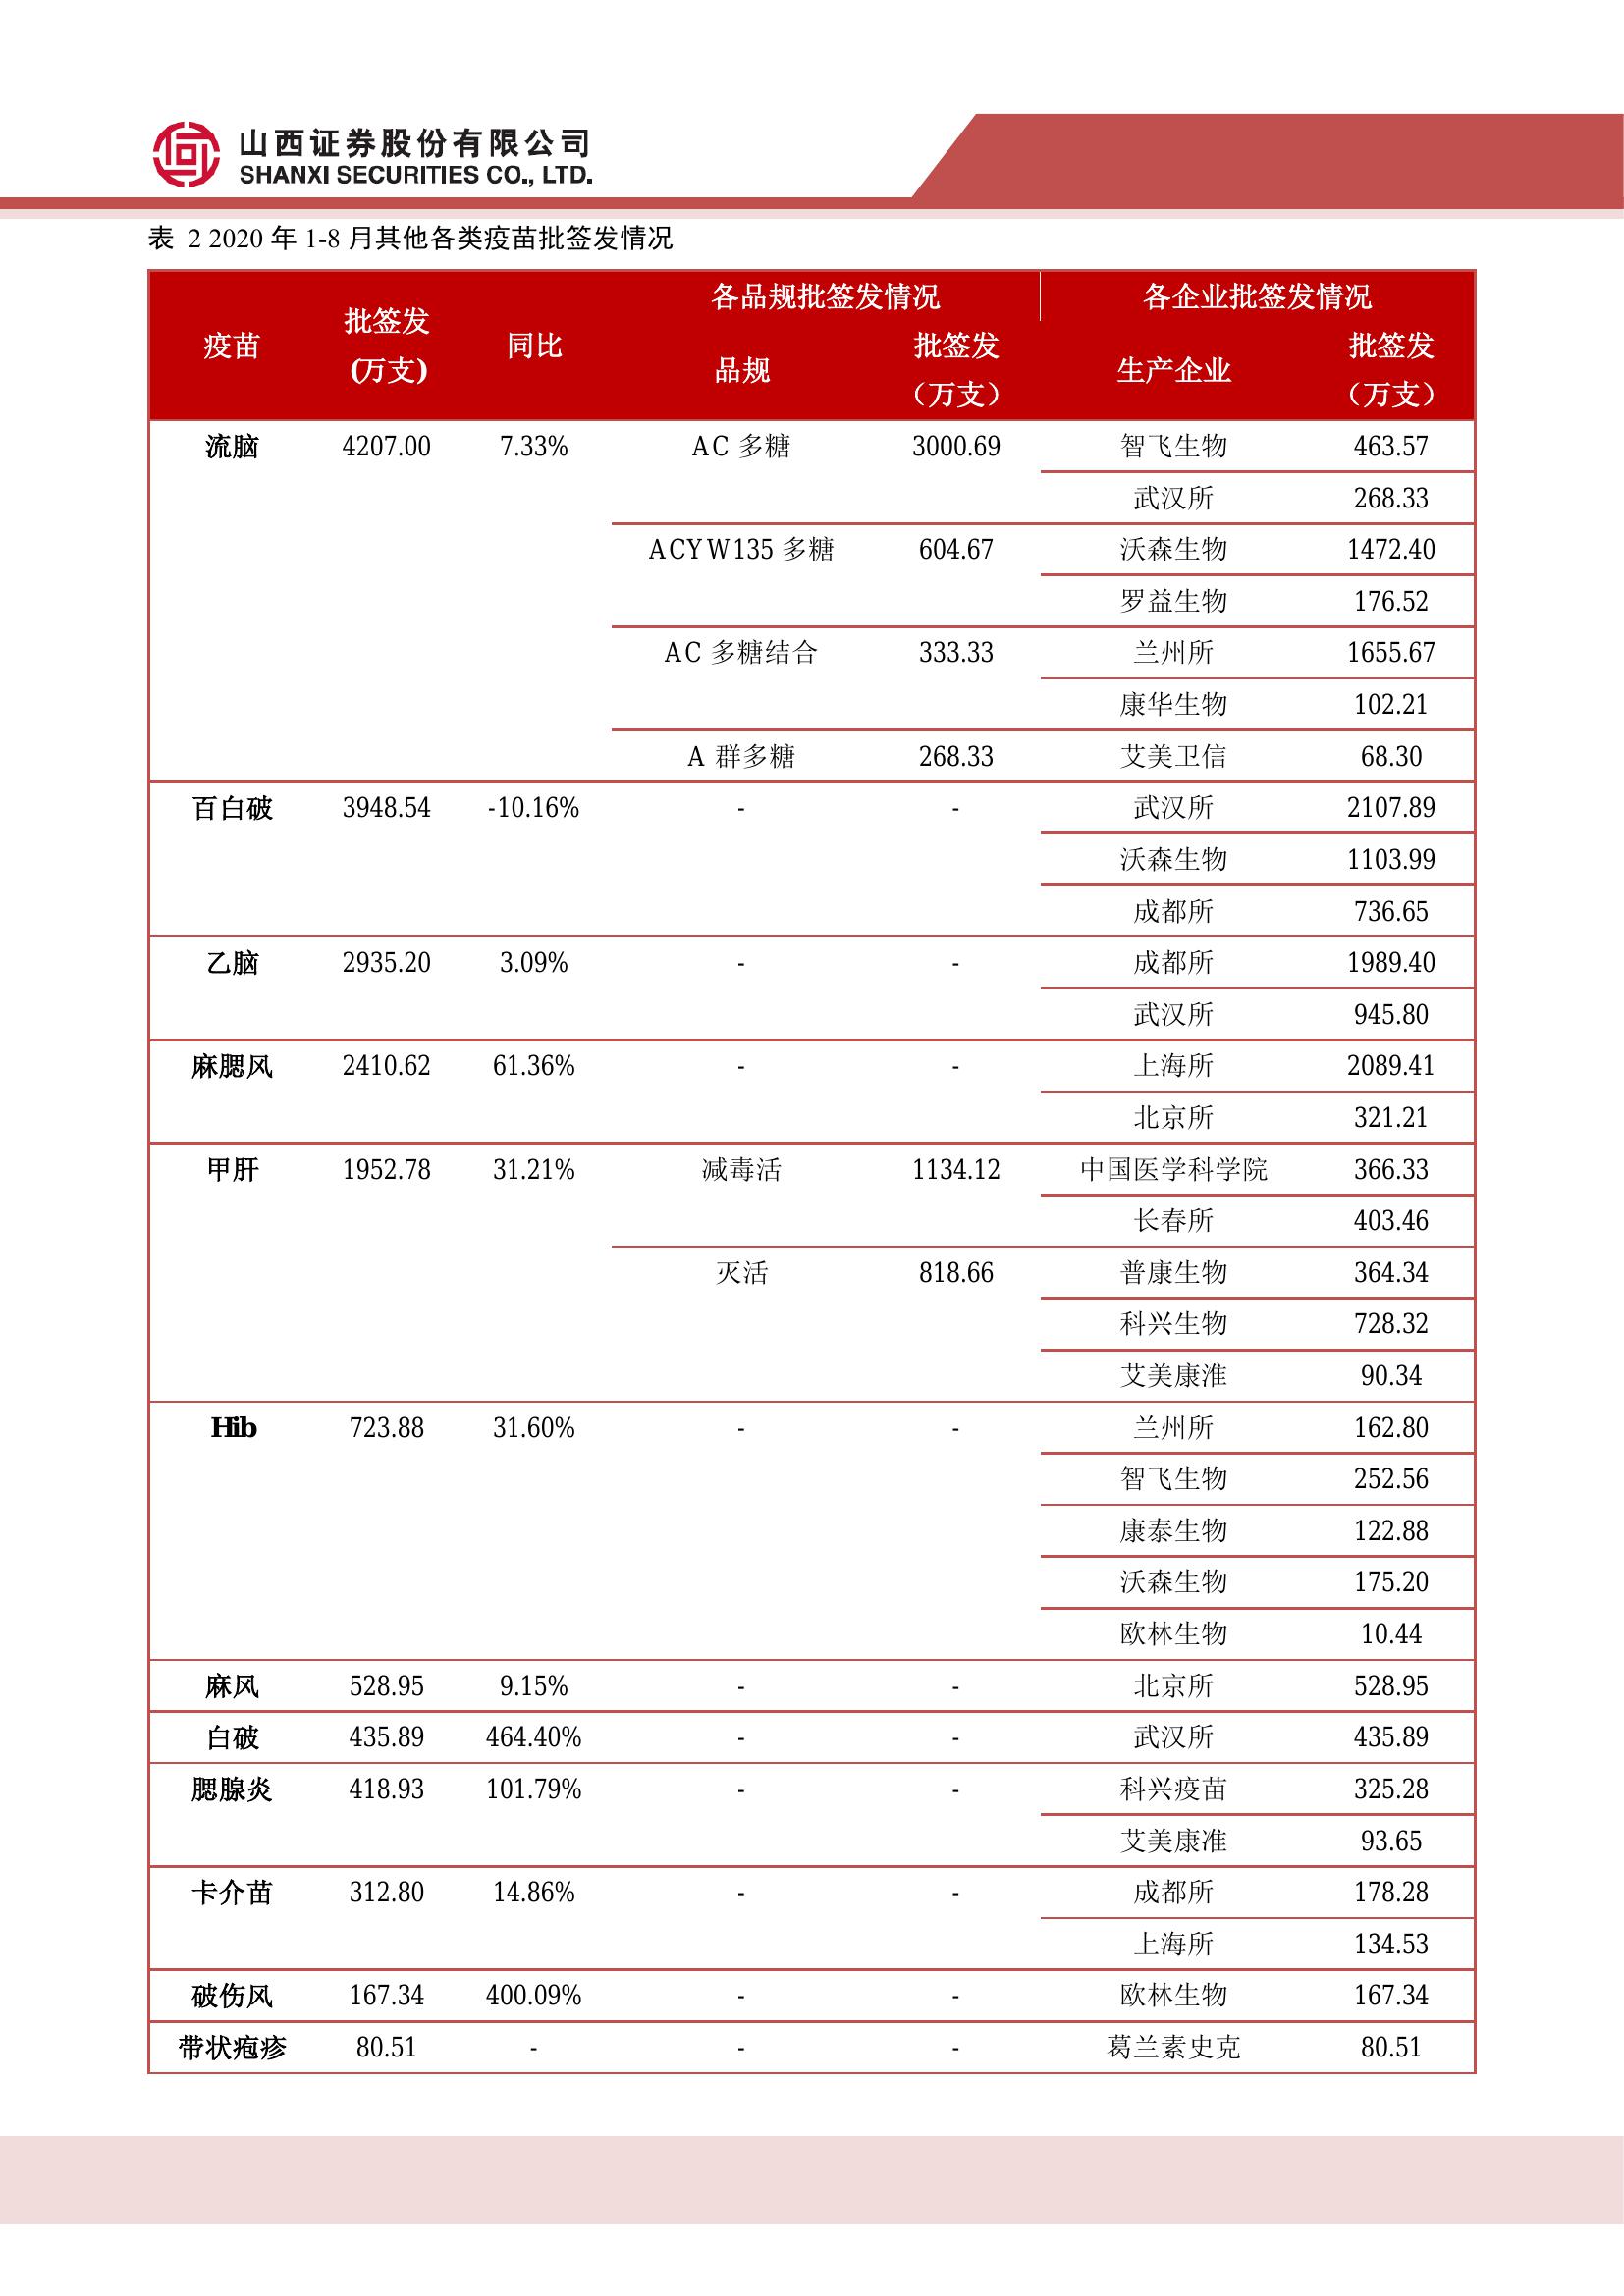 山西证券股份有限公司
SHANXI SECURITIES CO., LTD.
表 2 2020 年 1-8 月其他各类疫苗批签发情况
疫苗 批签发(万支) 同比 各品规批签发情况 各企业批签发情况
品规 批签发（万支） 生产企业 批签发（万支）
流脑 4207.00 7.33% AC 多糖 3000.69 智飞生物 463.57
武汉所 268.33
ACYW135 多糖 604.67 沃森生物 1472.40
罗益生物 176.52
AC 多糖结合 333.33 兰州所 1655.67
康华生物 102.21
A 群多糖 268.33 艾美卫信 68.30
百白破 3948.54 -10.16% - - 武汉所 2107.89
沃森生物 1103.99
成都所 736.65
乙脑 2935.20 3.09% - - 成都所 1989.40
武汉所 945.80
麻腮风 2410.62 61.36% - - 上海所 2089.41
北京所 321.21
甲肝 1952.78 31.21% 减毒活 1134.12 中国医学科学院 366.33
长春所 403.46
灭活 818.66 普康生物 364.34
科兴生物 728.32
艾美康淮 90.34
Hib 723.88 31.60% - - 兰州所 162.80
智飞生物 252.56
康泰生物 122.88
沃森生物 175.20
欧林生物 10.44
麻风 528.95 9.15% - - 北京所 528.95
白破 435.89 464.40% - - 武汉所 435.89
腮腺炎 418.93 101.79% - - 科兴疫苗 325.28
艾美康准 93.65
卡介苗 312.80 14.86% - - 成都所 178.28
上海所 134.53
破伤风 167.34 400.09% - - 欧林生物 167.34
带状疱疹 80.51 - - - 葛兰素史克 80.51